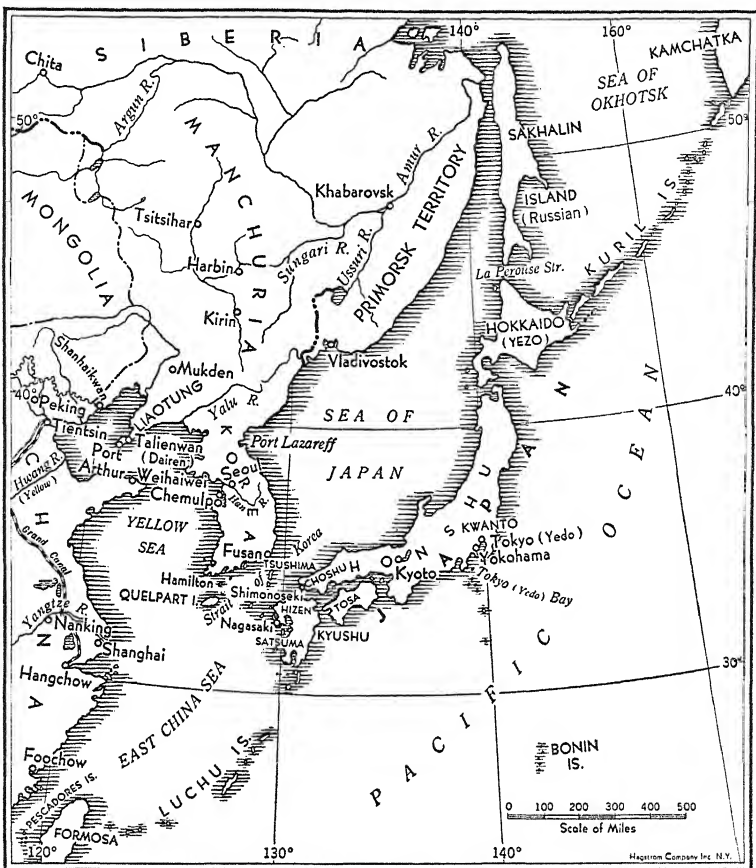 SIBERIA
140°
160°
KAMCHATKA
Chita
SEA OF
OKHOTSK
50°
Argun R.
50°
MANCHURIA
SAKHALIN
Amur R.
Khabarovsk
ISLAND
(Russian)
PRIMORSK TERRITORY
MONGOLIA
Tsitsihar
KURIL IS.
Sungari R.
Ussuri R.
Harbin
La Perouse Str.
Kirin
HOKKAIDO
(YEZO)
Shanhaikwan
Vladivostok
Mukden
LIAOTUNG
40°
Peking
Yalu R.
SEA OF
JAPAN
40°
Tientsin
Talienwan
(Dairen)
Port Lazareff
Port
Arthur
Seoul
KOREA
Hwang R.
(Yellow)
Weihaiwei
Han R.
Chemulpo
CHINA
HONSHU
JAPAN
PACIFIC OCEAN
YELLOW
SEA
KWANTO
Tokyo (Yedo)
Yokohama
Grand Canal
Fusan
Strait of Korea
TSUSHIMA
CHOSHU
Kyoto
Hamilton
Shimonoseki
Tokyo (Yedo) Bay
QUELPART I.
HIZEN
TOSA
Yangtze R.
Nanking
Nagasaki
SATSUMA
KYUSHU
Shanghai
30°
Hangchow
EAST CHINA SEA
BONIN
IS.
Foochow
LUCHU IS.
PESCADORES IS.
0 100 200 300 400 500
Scale of Miles
FORMOSA
120°
130°
140°
Hagstrom Company Inc. N.Y.